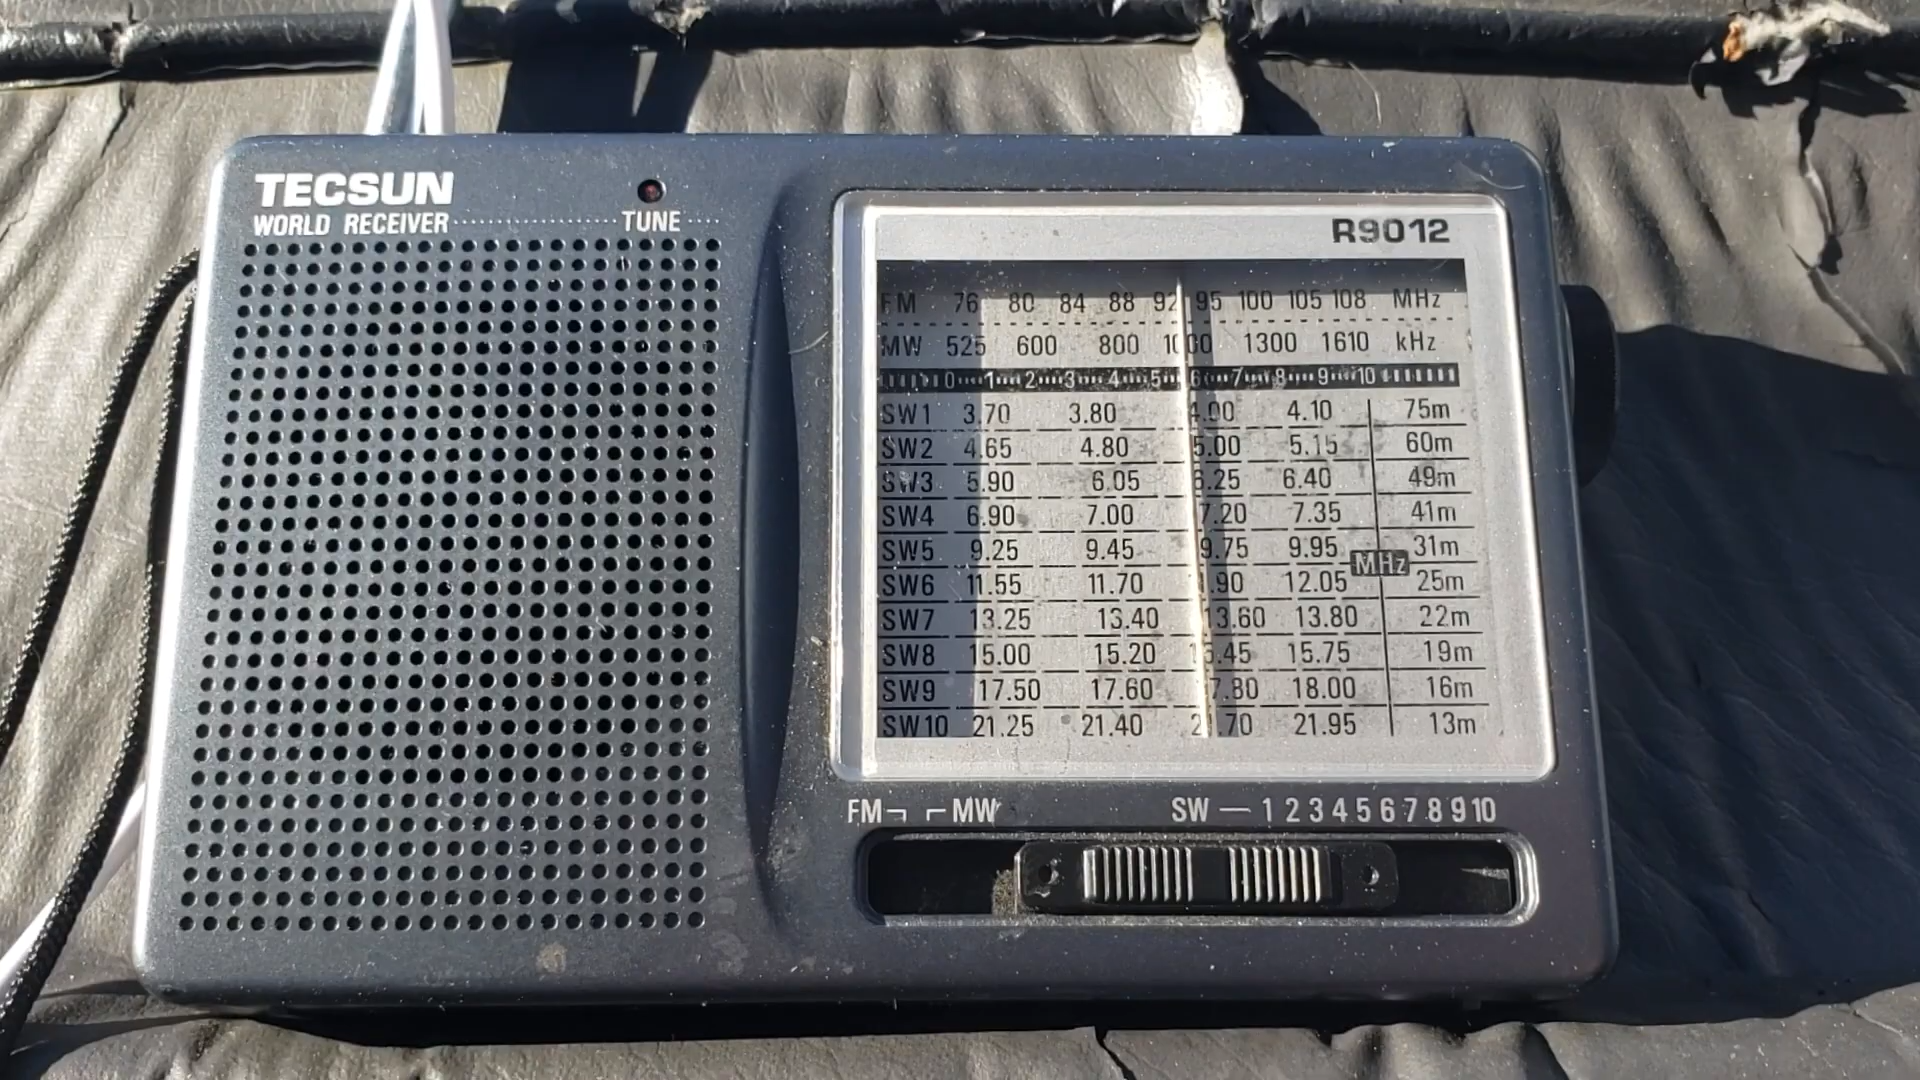 TECSUN
WORLD RECEIVER TUNE
R9012
FM 76 80 84 88 92 95 100 105 108 MHz
MW 525 600 800 1000 1300 1610 kHz
0 1 2 3 4 5 6 7 8 9 10
SW1 3.70 3.80 4.00 4.10 75m
SW2 4.65 4.80 5.00 5.15 60m
SW3 5.90 6.05 6.25 6.40 49m
SW4 6.90 7.00 7.20 7.35 41m
SW5 9.25 9.45 9.75 9.95 31m
MHz
SW6 11.55 11.70 11.90 12.05 25m
SW7 13.25 13.40 13.60 13.80 22m
SW8 15.00 15.20 15.45 15.75 19m
SW9 17.50 17.60 17.80 18.00 16m
SW10 21.25 21.40 21.70 21.95 13m
FM MW SW — 1 2 3 4 5 6 7 8 9 10